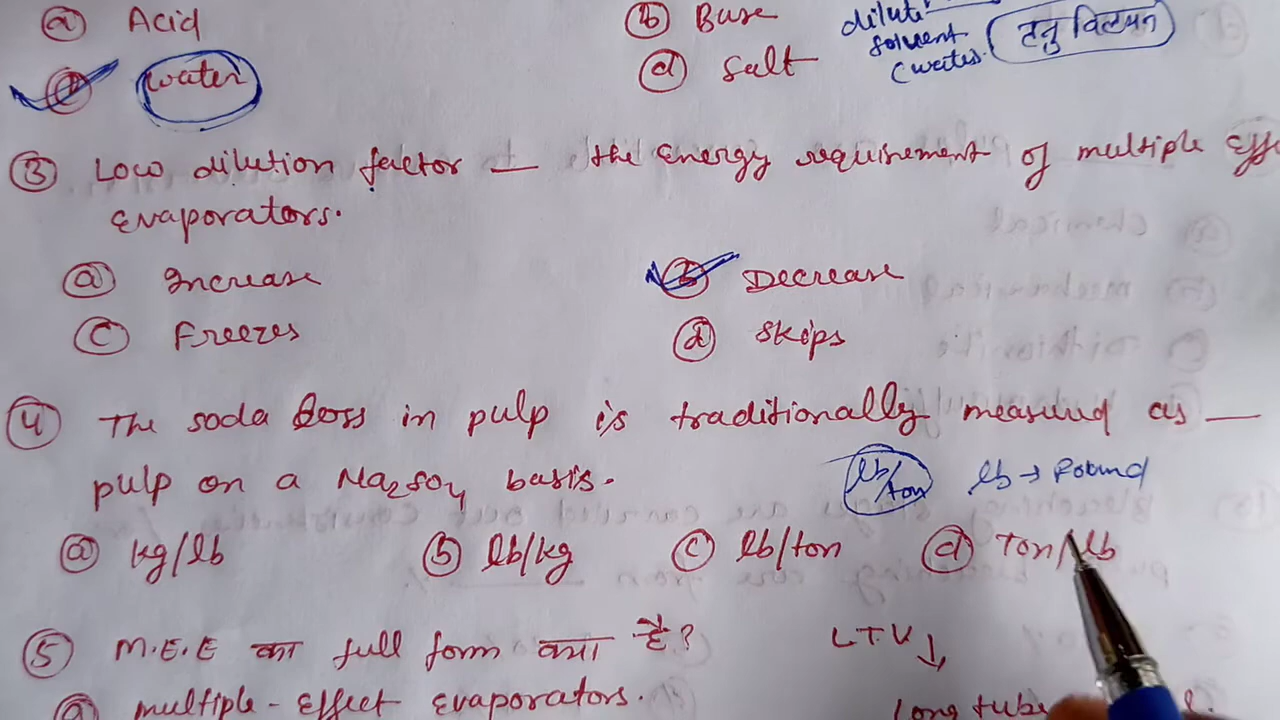 ⓐ Acid ⓑ Base dilute
solvent
(water. तनु विलयन
water ⓓ salt
③ Low dilution factor — the energy requirement of multiple Eff
Evaporators.
ⓐ Increase ⓑ Decrease
ⓒ Freezes ⓓ Skips
④ The soda loss in pulp is traditionally measured as —
pulp on a Na2SO4 basis. lb/ton lb → Pound
ⓐ kg/lb ⓑ lb/kg ⓒ lb/ton ⓓ Ton/lb
⑤ M.E.E का full form क्या है? L.T.V ↓
ⓐ multiple-effect evaporators. Long tube